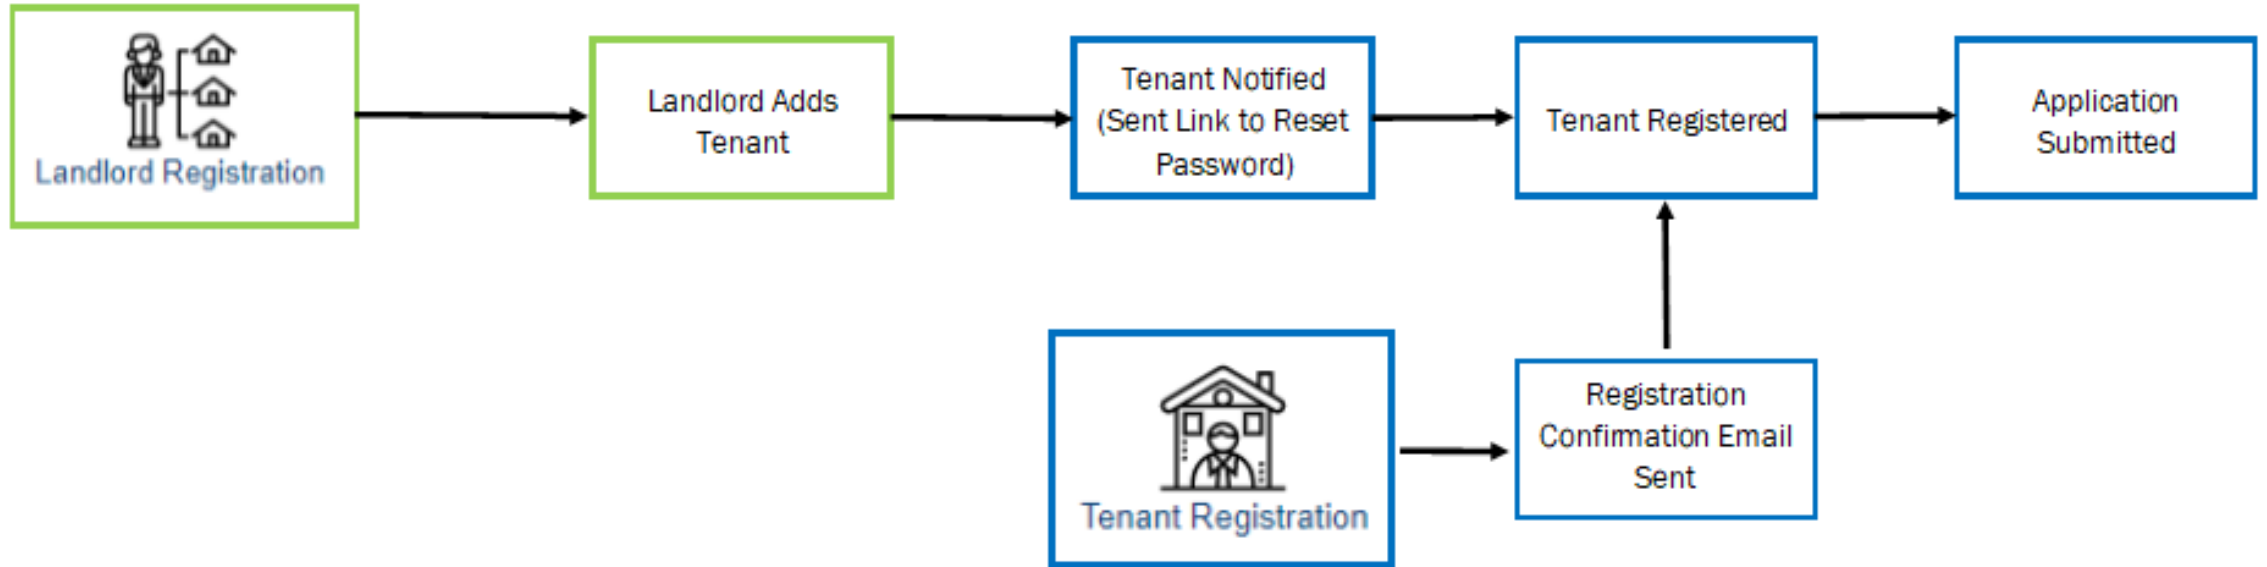 Landlord Registration
Landlord Adds
Tenant
Tenant Notified
(Sent Link to Reset
Password)
Tenant Registered
Application
Submitted
Tenant Registration
Registration
Confirmation Email
Sent